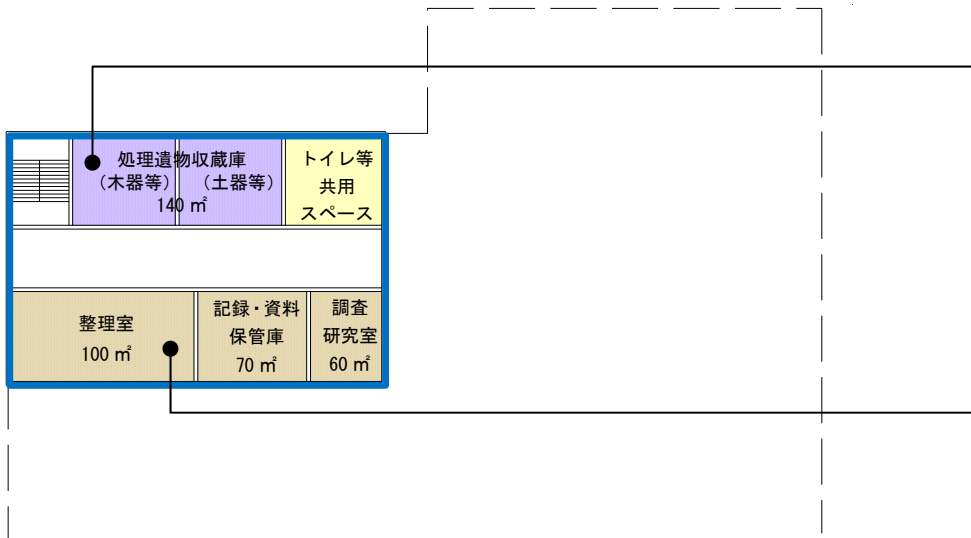 処理遺物収蔵庫
（木器等）（土器等）
140 ㎡
トイレ等
共用
スペース
整理室
100 ㎡
記録・資料
保管庫
70 ㎡
調査
研究室
60 ㎡